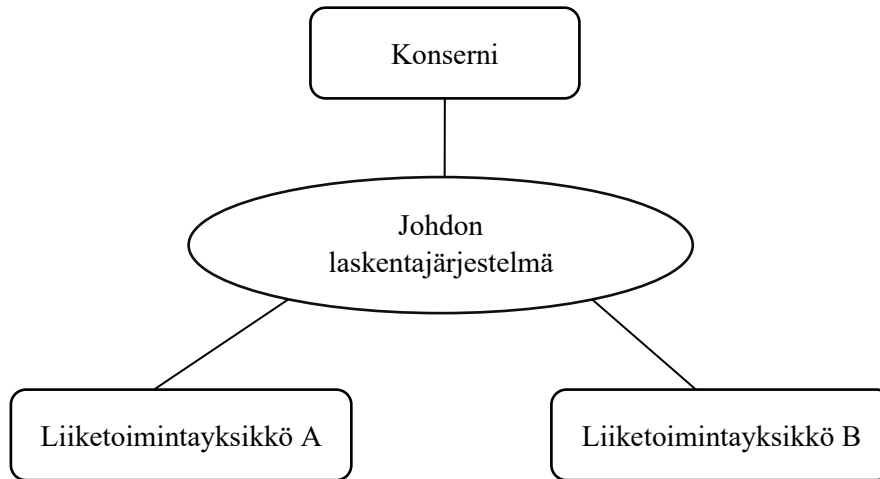 Konserni
Johdon
laskentajärjestelmä
Liiketoimintayksikkö A
Liiketoimintayksikkö B